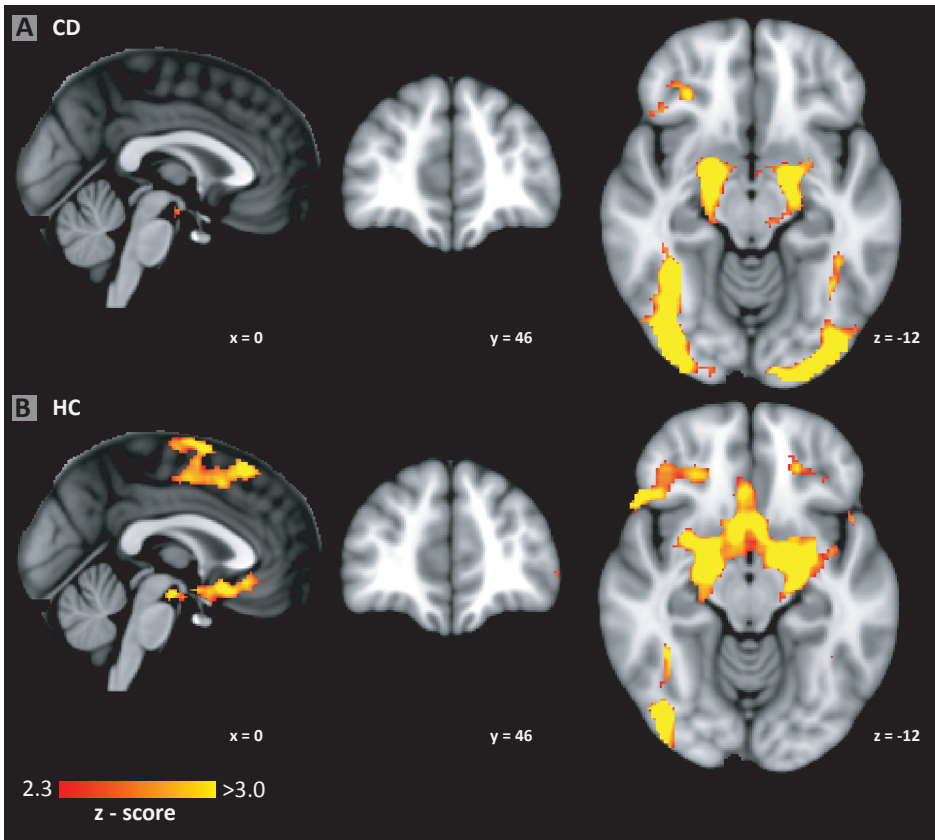 A CD
x = 0
y = 46
z = -12
B HC
x = 0
y = 46
z = -12
2.3 >3.0
z - score